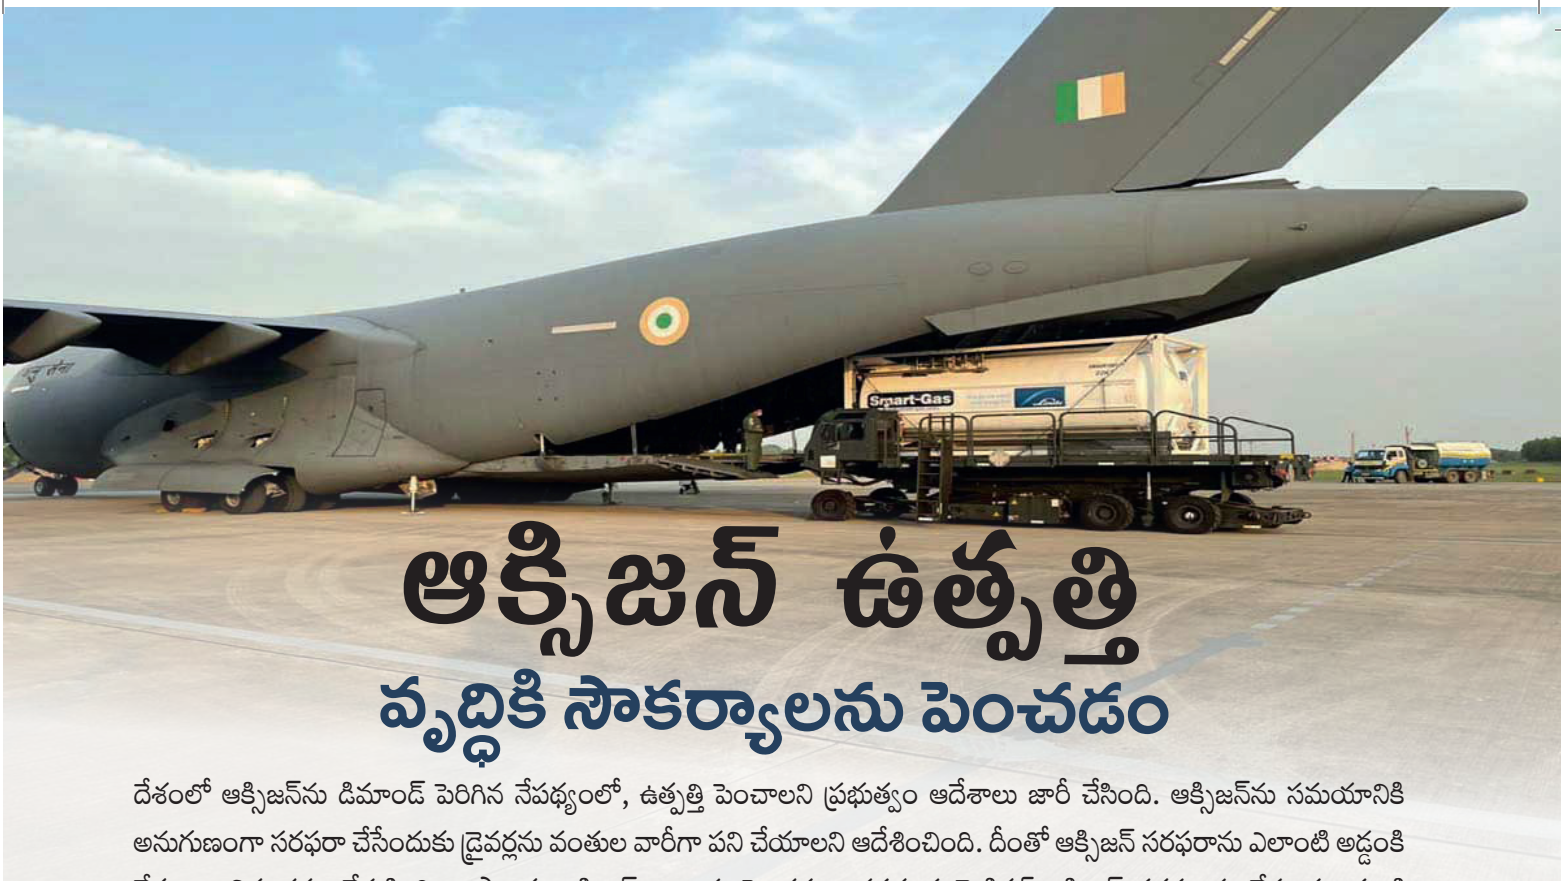 Smart-Gas
ఆక్సిజన్ ఉత్పత్తి
వృద్ధికి సౌకర్యాలను పెంచడం
దేశంలో ఆక్సిజన్‌ను డిమాండ్ పెరిగిన నేపథ్యంలో, ఉత్పత్తి పెంచాలని ప్రభుత్వం ఆదేశాలు జారీ చేసింది. ఆక్సిజన్‌ను సమయానికి
అనుగుణంగా సరఫరా చేసేందుకు డ్రైవర్లను వంతుల వారీగా పని చేయాలని ఆదేశించింది. దీంతో ఆక్సిజన్ సరఫరాను ఎలాంటి అడ్డంకి